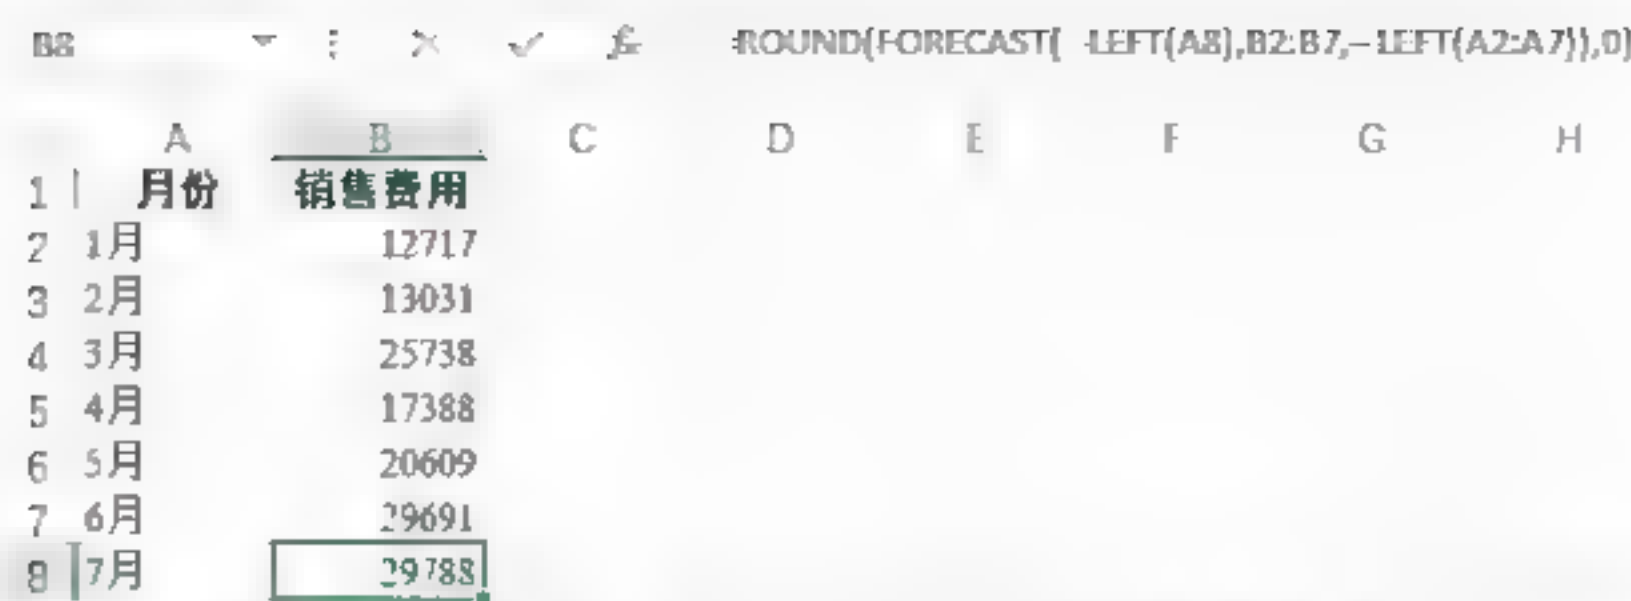 B8 fx =ROUND(FORECAST( -LEFT(A8),B2:B7,--LEFT(A2:A7)),0)
A B C D E F G H
1 月份 销售费用
2 1月 12717
3 2月 13031
4 3月 25738
5 4月 17388
6 5月 20609
7 6月 29691
8 7月 29788